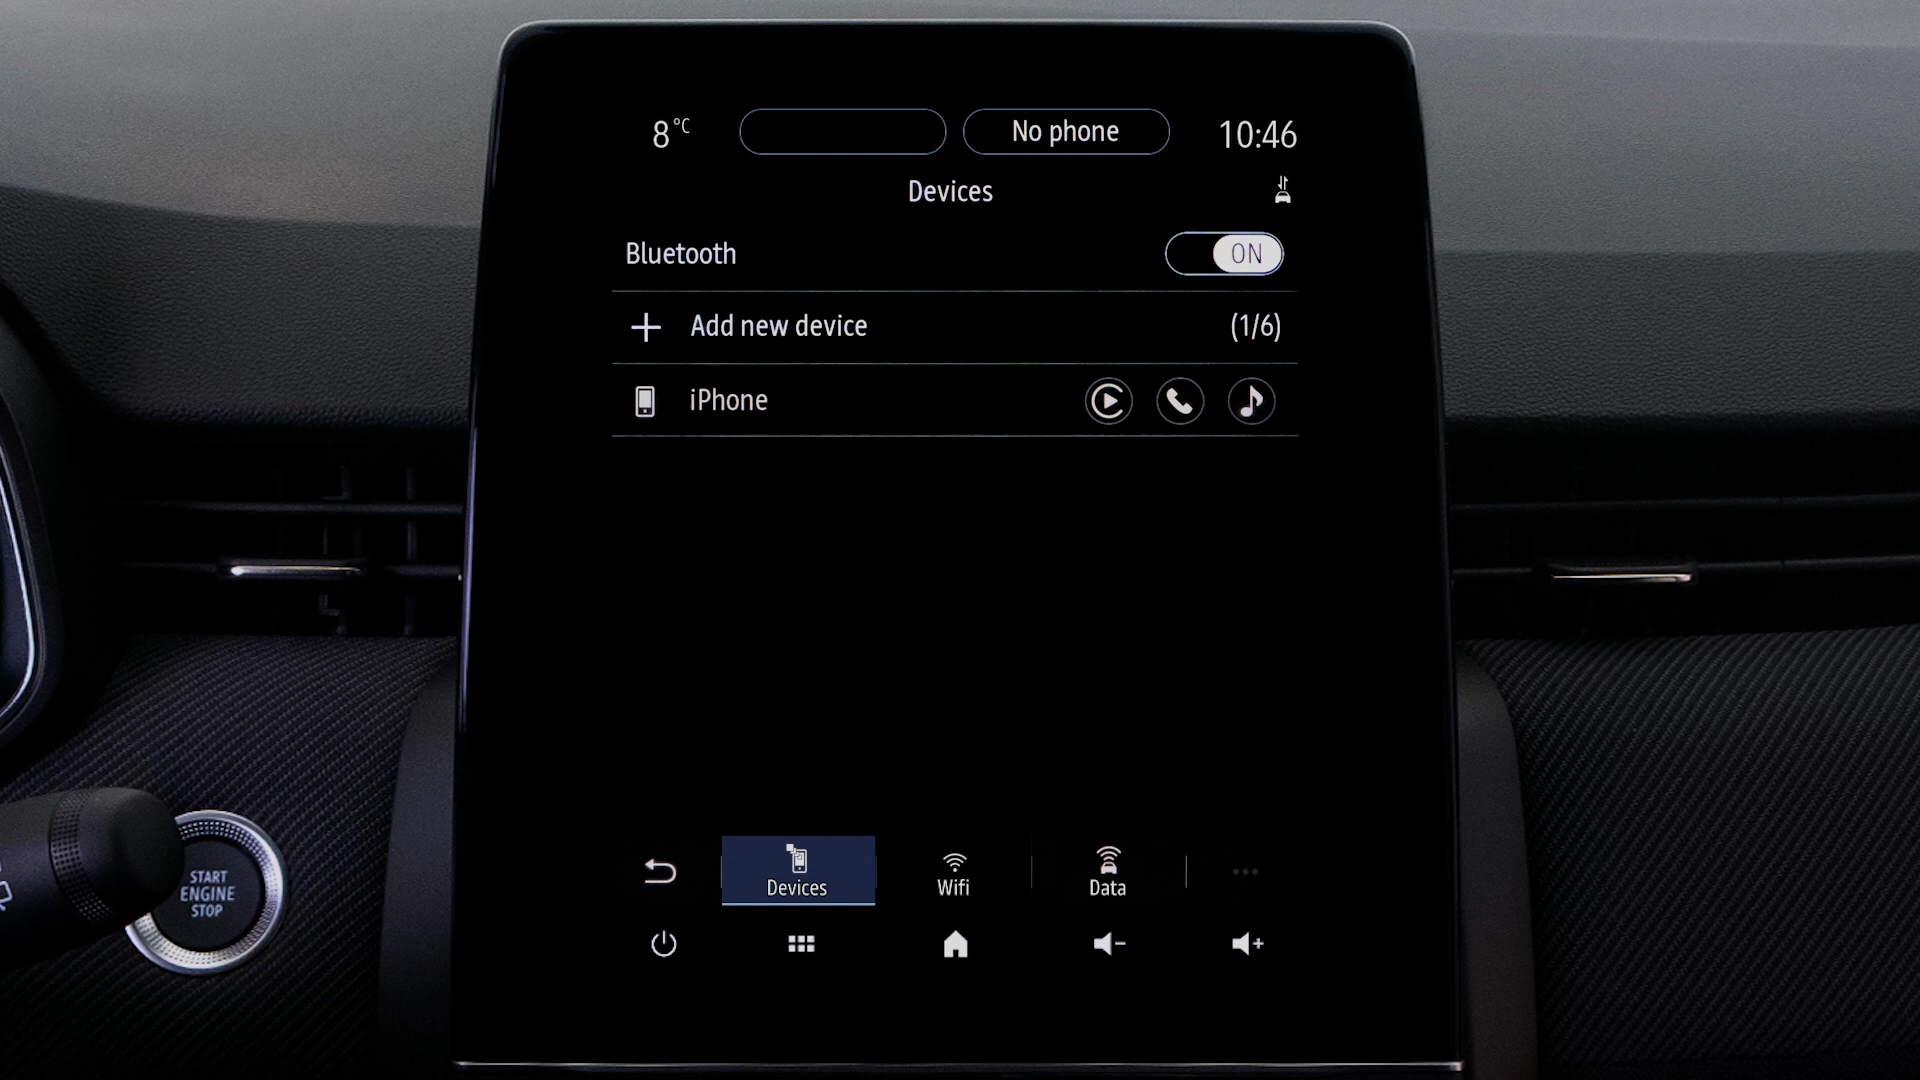 8°C
No phone
10:46
Devices
Bluetooth
ON
Add new device
(1/6)
iPhone
Devices
Wifi
Data
START
ENGINE
STOP